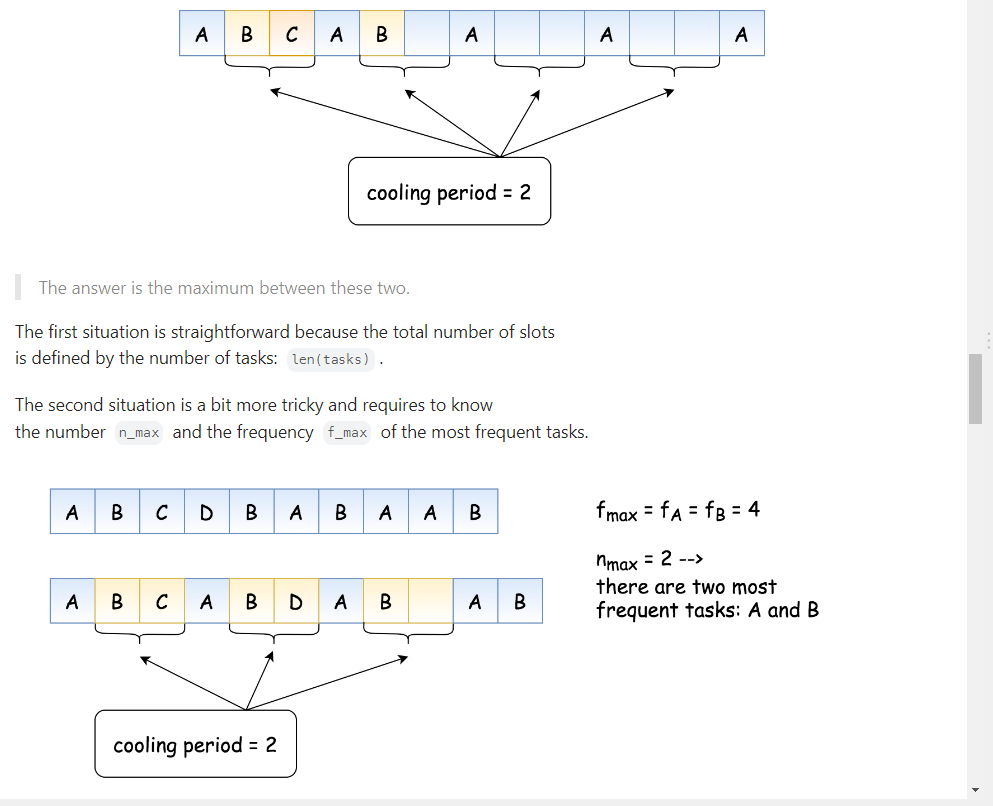 A B C A B A A A
cooling period = 2
The answer is the maximum between these two.
The first situation is straightforward because the total number of slots
is defined by the number of tasks: len(tasks) .
The second situation is a bit more tricky and requires to know
the number n_max and the frequency f_max of the most frequent tasks.
A B C D B A B A A B
fmax = fA = fB = 4
nmax = 2 -->
there are two most
frequent tasks: A and B
A B C A B D A B A B
cooling period = 2